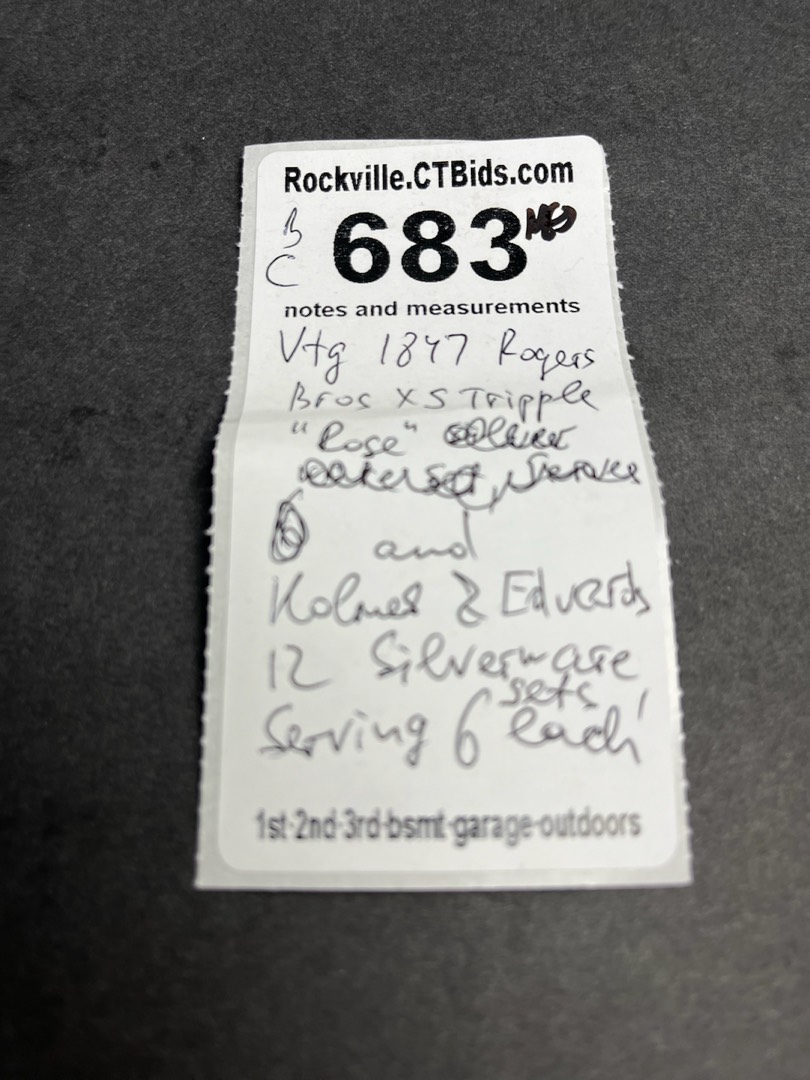 Rockville.CTBids.com
B
C
683
notes and measurements
Vtg 1847 Rogers
Bros XS Tripple
"Rose"
and
Holmes & Edwards
12 Silverware
sets
Serving 6 each
1st-2nd-3rd-bsmt-garage-outdoors